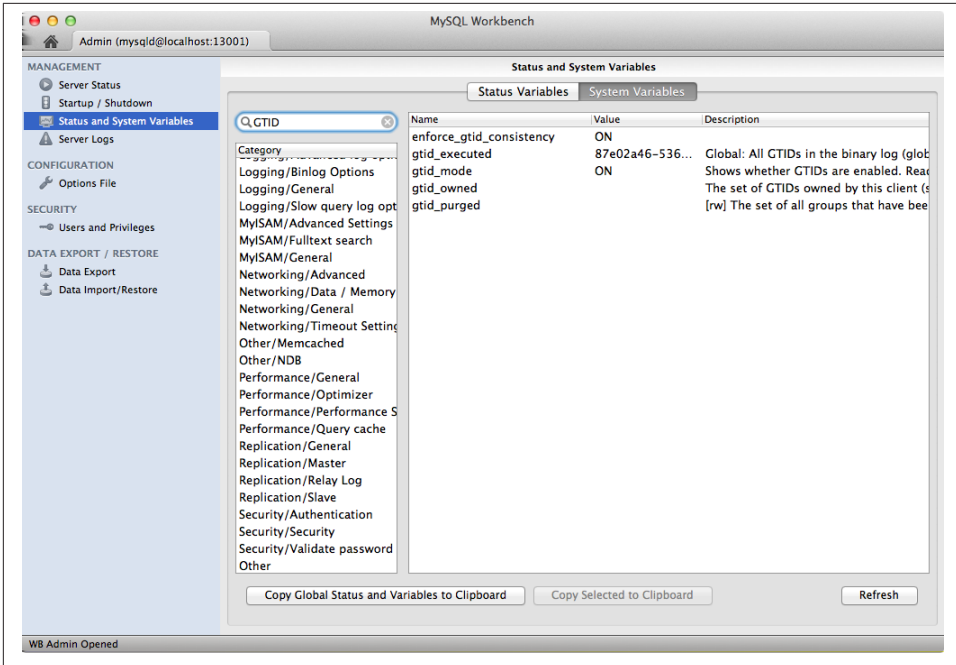 MySQL Workbench
Admin (mysqld@localhost:13001)
MANAGEMENT
Server Status
Startup / Shutdown
Status and System Variables
Server Logs
CONFIGURATION
Options File
SECURITY
Users and Privileges
DATA EXPORT / RESTORE
Data Export
Data Import/Restore
Status and System Variables
Status Variables System Variables
GTID
Category
Logging/Binlog Options
Logging/General
Logging/Slow query log opt
MyISAM/Advanced Settings
MyISAM/Fulltext search
MyISAM/General
Networking/Advanced
Networking/Data / Memory
Networking/General
Networking/Timeout Setting
Other/Memcached
Other/NDB
Performance/General
Performance/Optimizer
Performance/Performance S
Performance/Query cache
Replication/General
Replication/Master
Replication/Relay Log
Replication/Slave
Security/Authentication
Security/Security
Security/Validate password
Other
Name Value Description
enforce_gtid_consistency ON
gtid_executed 87e02a46-536... Global: All GTIDs in the binary log (glob
gtid_mode ON Shows whether GTIDs are enabled. Read
gtid_owned The set of GTIDs owned by this client (s
gtid_purged [rw] The set of all groups that have bee
Copy Global Status and Variables to Clipboard Copy Selected to Clipboard Refresh
WB Admin Opened